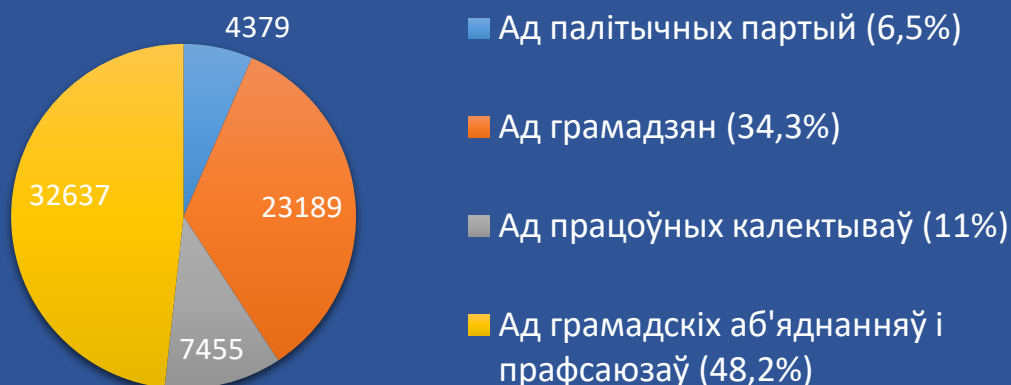 4379
32637
23189
7455
Ад палітычных партый (6,5%)
Ад грамадзян (34,3%)
Ад працоўных калектываў (11%)
Ад грамадскіх аб'яднанняў і
прафсаюзаў (48,2%)